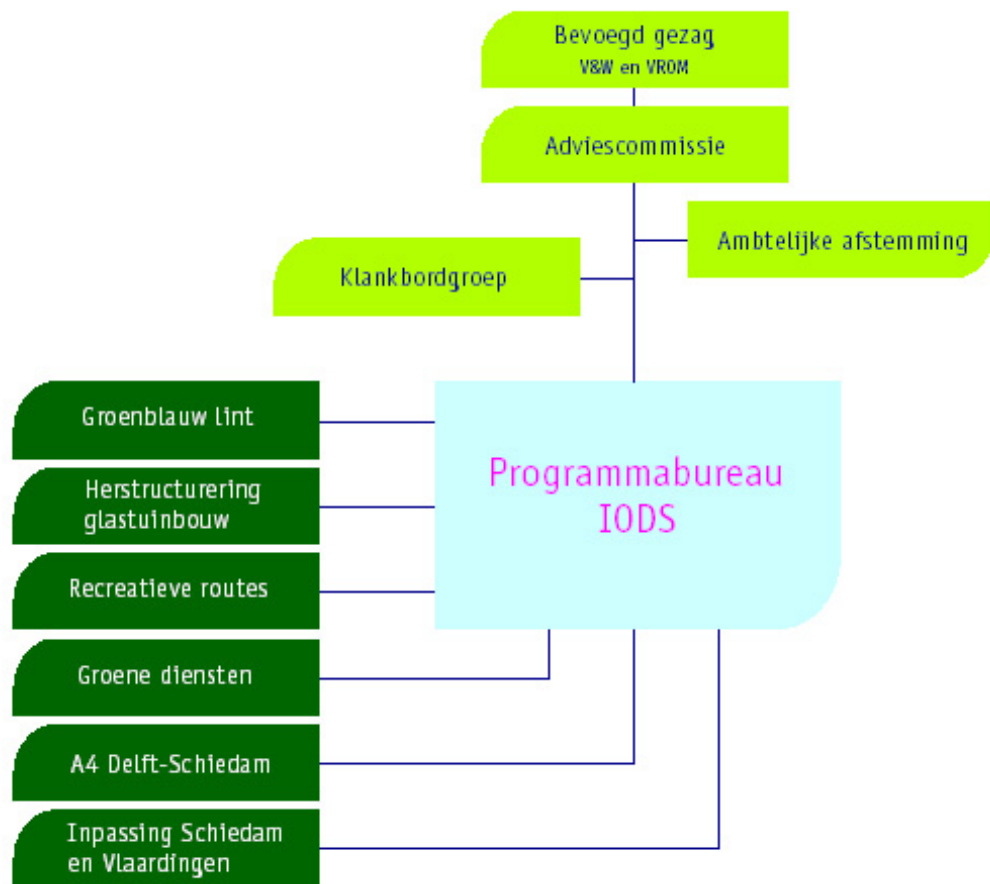 Bevoegd gezag
V&W en VROM
Adviescommissie
Ambtelijke afstemming
Klankbordgroep
Groenblauw lint
Herstructurering
glastuinbouw
Recreatieve routes
Groene diensten
A4 Delft-Schiedam
Inpassing Schiedam
en Vlaardingen
Programmabureau
IODS